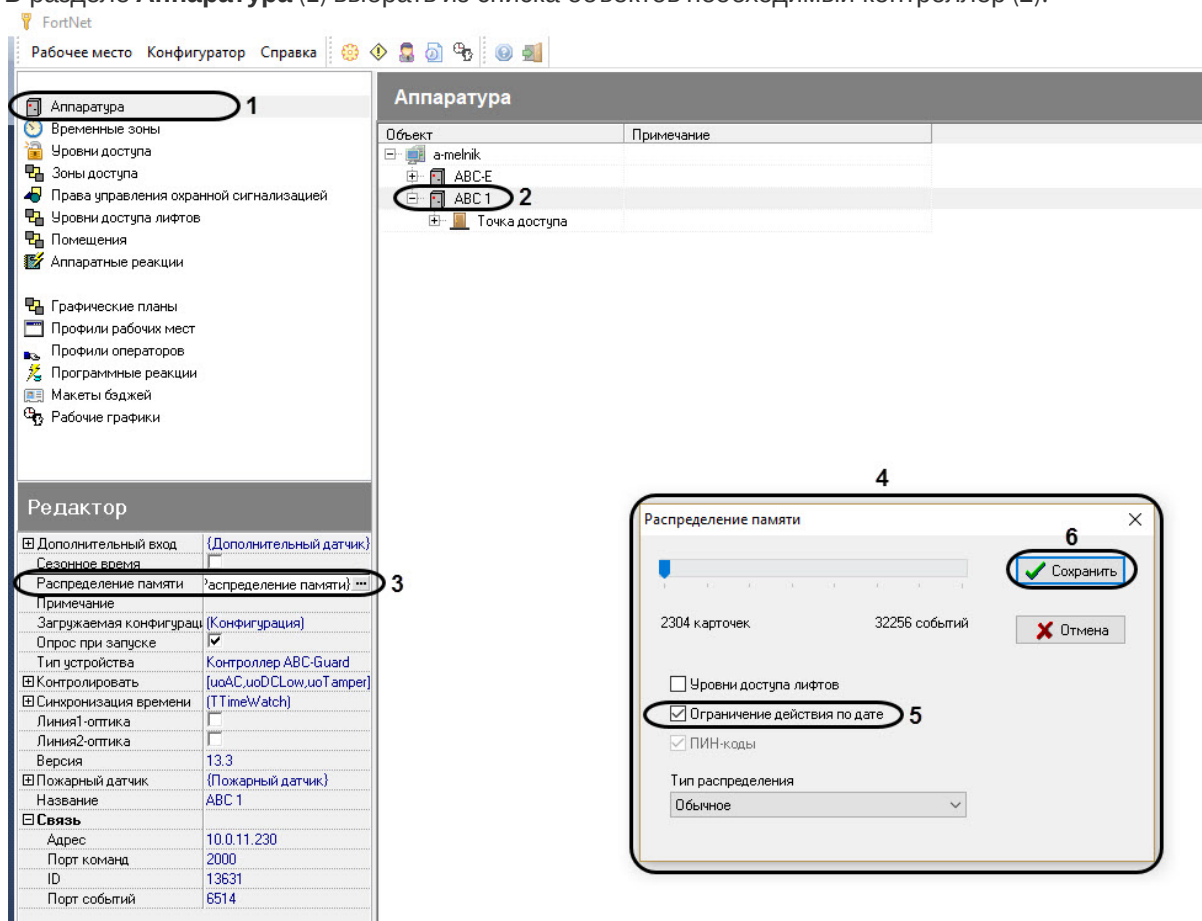 В разделе Аппаратура (1) выбрать из списка объектов необходимый контроллер (2).
FortNet
Рабочее место Конфигуратор Справка
Аппаратура 1
Временные зоны
Уровни доступа
Зоны доступа
Права управления охранной сигнализацией
Уровни доступа лифтов
Помещения
Аппаратные реакции
Графические планы
Профили рабочих мест
Профили операторов
Программные реакции
Макеты бэджей
Рабочие графики
Аппаратура
Объект Примечание
a-melnik
ABC-E
ABC 1 2
Точка доступа
Редактор
Дополнительный вход {Дополнительный датчик}
Сезонное время
Распределение памяти Распределение памяти} ... 3
Примечание
Загружаемая конфигураци (Конфигурация)
Опрос при запуске
Тип устройства Контроллер ABC-Guard
Контролировать [uoAC,uoDCLow,uoTamper]
Синхронизация времени (TTimeWatch)
Линия1-оптика
Линия2-оптика
Версия 13.3
Пожарный датчик {Пожарный датчик}
Название ABC 1
Связь
Адрес 10.0.11.230
Порт команд 2000
ID 13631
Порт событий 6514
4
Распределение памяти
6
Сохранить
2304 карточек 32256 событий
Отмена
Уровни доступа лифтов
Ограничение действия по дате 5
ПИН-коды
Тип распределения
Обычное